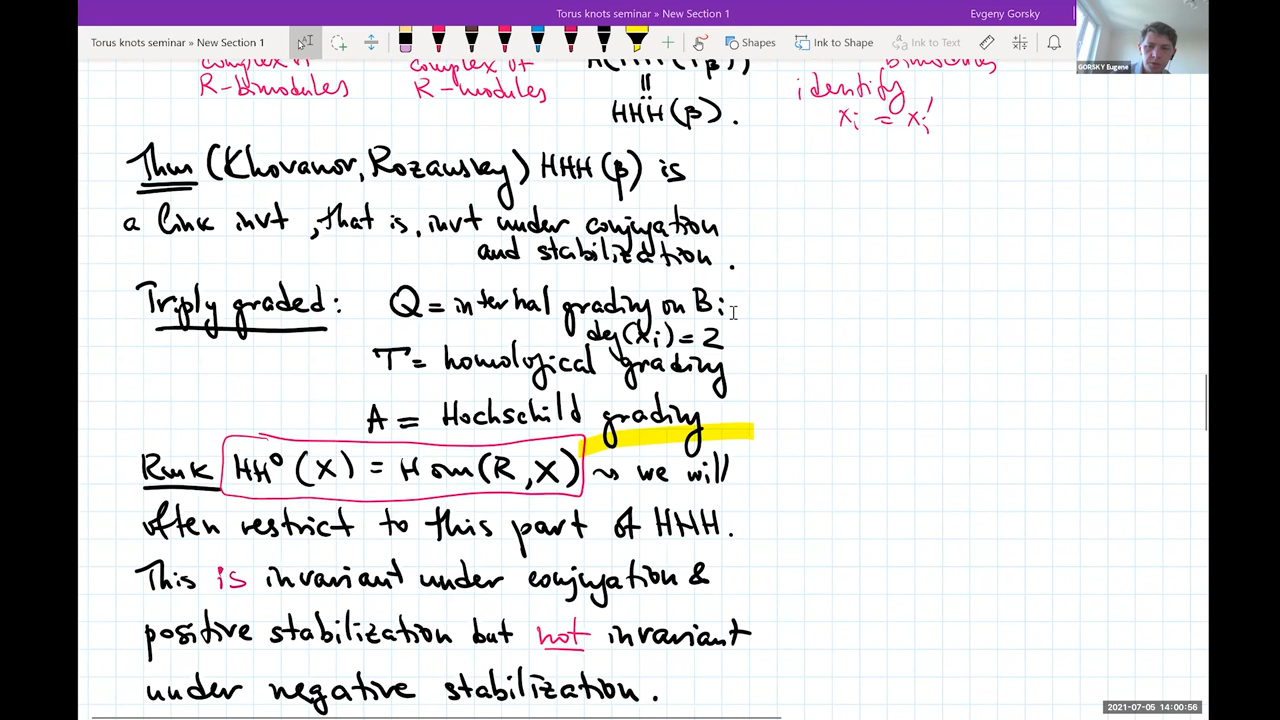 Torus knots seminar » New Section 1
Evgeny Gorsky
Torus knots seminar » New Section 1
Shapes
Ink to Shape
Ink to Text
GORSKY Eugene
complex of
R-bimodules
complex of
R-modules
||
HHH(β).
bimodules
identify
xᵢ = xᵢ'
Thm (Khovanov, Rozansky) HHH(β) is
a link invt, that is, invt under conjugation
and stabilization.
Triply graded: Q = internal grading on Bᵢ
deg(xᵢ) = 2
T = homological grading
A = Hochschild grading
Rmk HH⁰(X) = Hom(R, X) ⇝ we will
often restrict to this part of HHH.
This is invariant under conjugation &
positive stabilization but not invariant
under negative stabilization.
2021-07-05 14:00:56